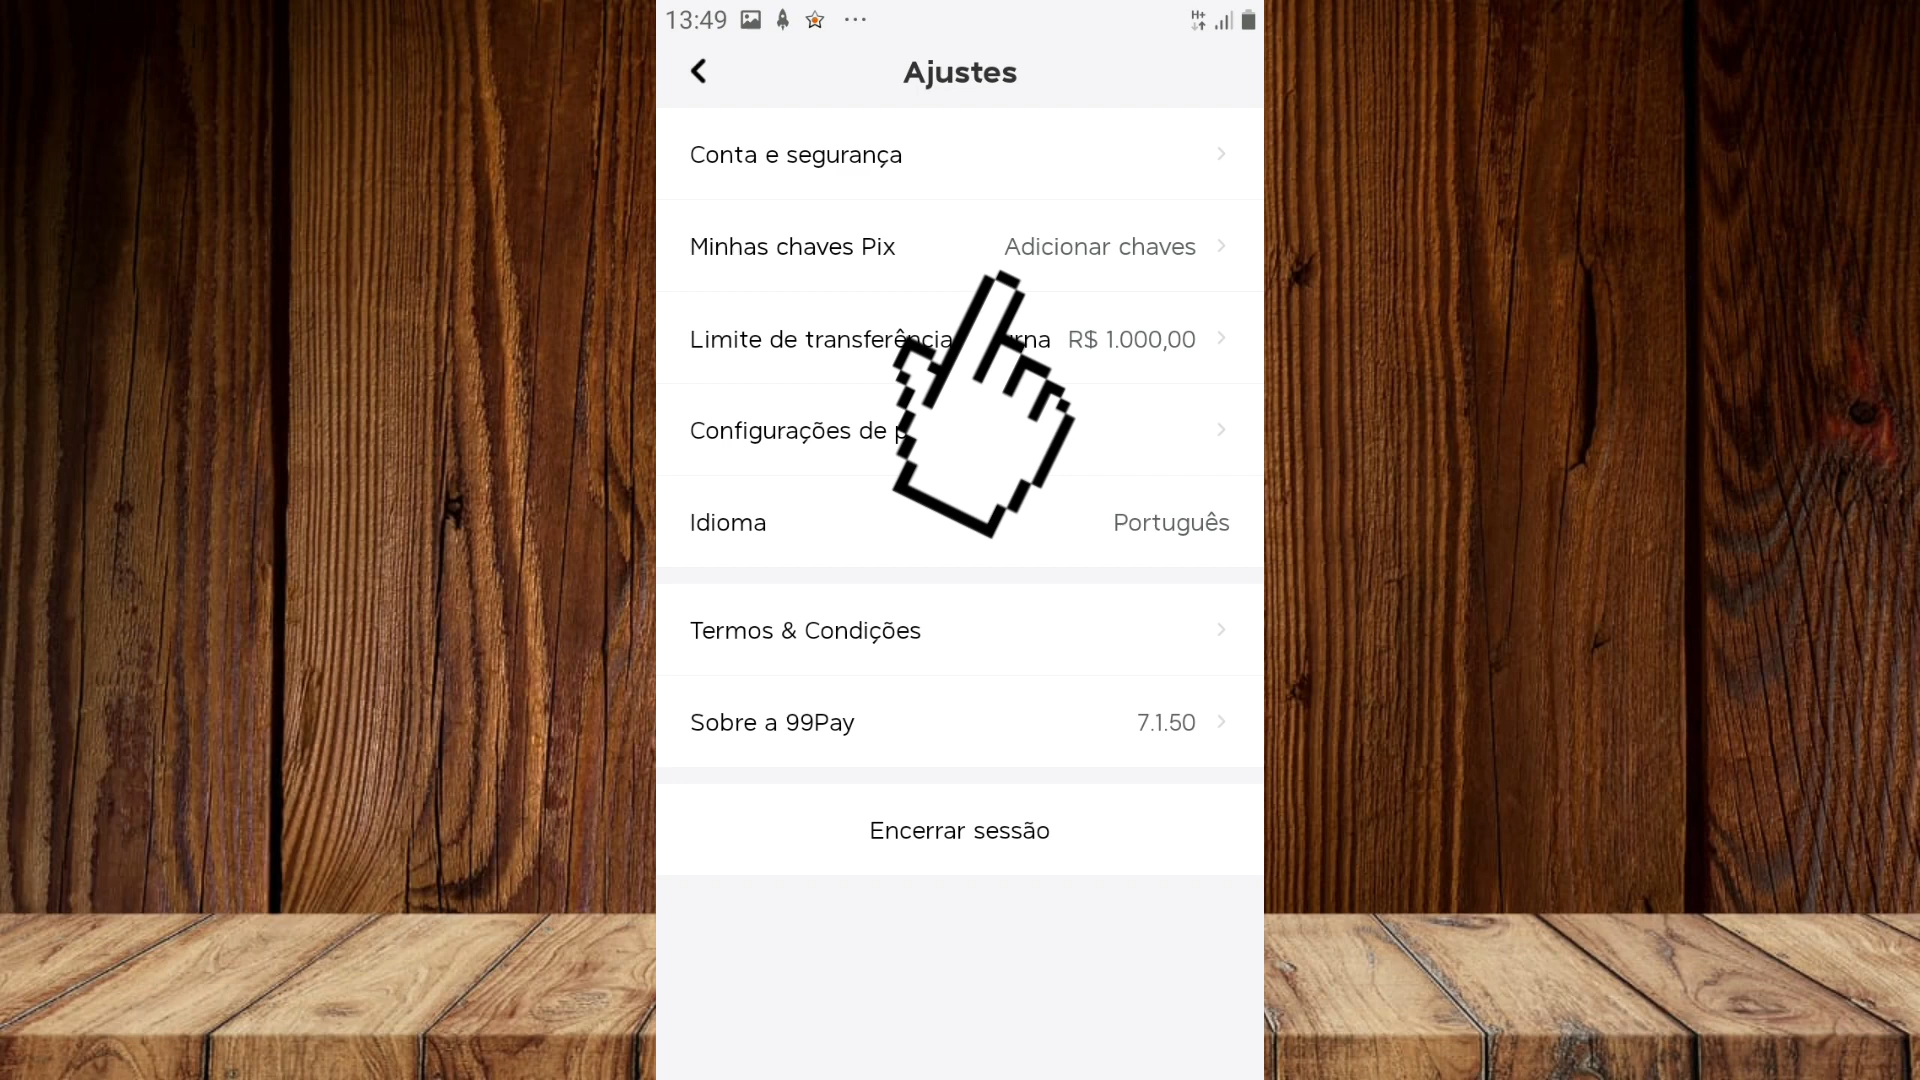 13:49
H+
Ajustes
Conta e segurança
Minhas chaves Pix Adicionar chaves
Limite de transferência R$ 1.000,00
Configurações de
Idioma Português
Termos & Condições
Sobre a 99Pay 7.1.50
Encerrar sessão